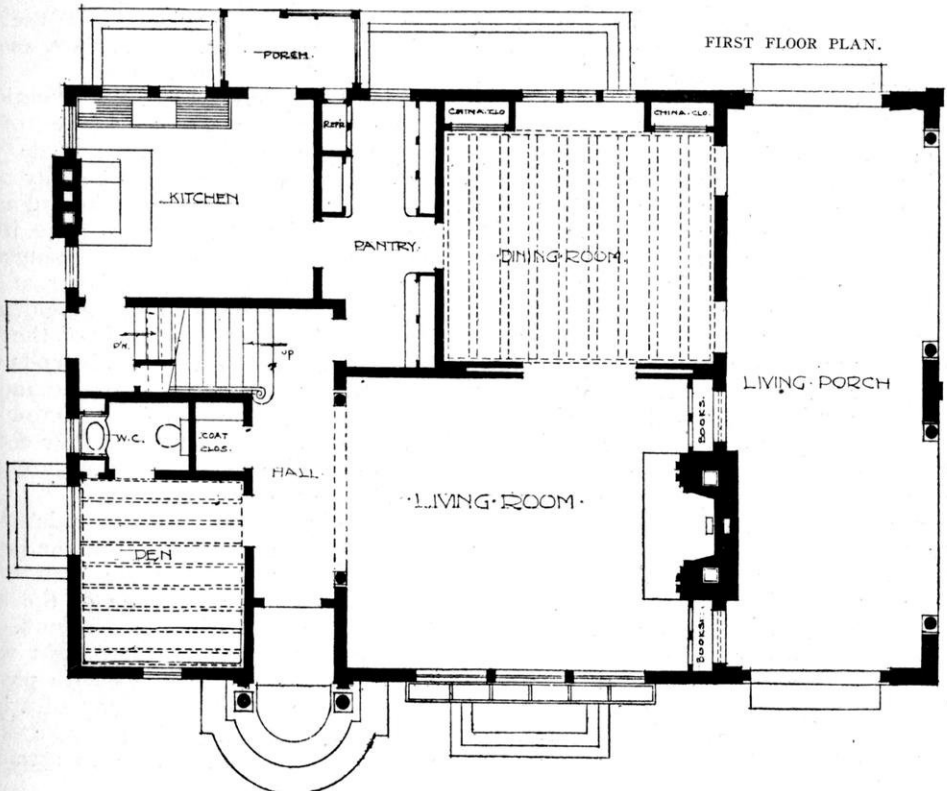 FIRST FLOOR PLAN.
PORCH.
CHINA·CLO
CHINA·CLO.
REF'R
KITCHEN
PANTRY·
·DINING·ROOM·
D'N.
UP
LIVING·PORCH
BOOKS·
W.C.
COAT
CLOS.
HALL
·LIVING·ROOM·
DEN
BOOKS·